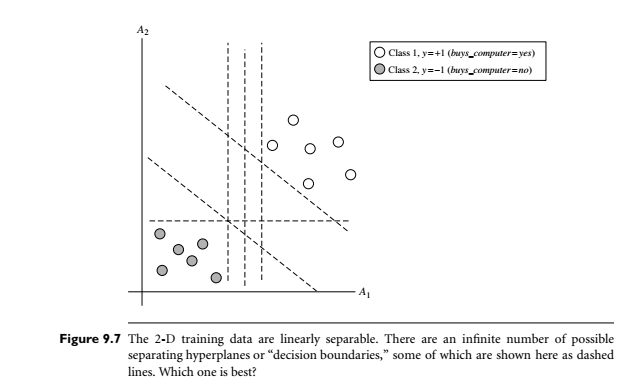 A2
Class 1, y=+1 (buys_computer=yes)
Class 2, y=−1 (buys_computer=no)
A1
Figure 9.7 The 2-D training data are linearly separable. There are an infinite number of possible
separating hyperplanes or “decision boundaries,” some of which are shown here as dashed
lines. Which one is best?